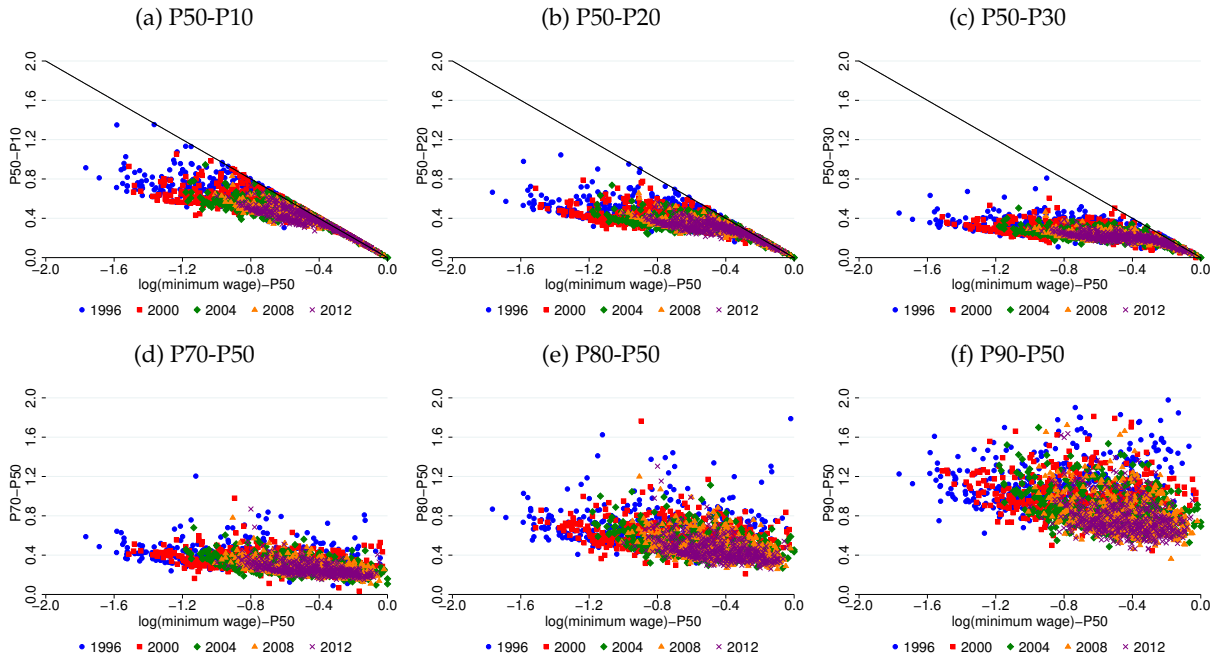 (a) P50-P10
(b) P50-P20
(c) P50-P30
P50−P10
0.0 0.4 0.8 1.2 1.6 2.0
−2.0 −1.6 −1.2 −0.8 −0.4 0.0
log(minimum wage)−P50
1996 2000 2004 2008 2012
P50−P20
0.0 0.4 0.8 1.2 1.6 2.0
−2.0 −1.6 −1.2 −0.8 −0.4 0.0
log(minimum wage)−P50
1996 2000 2004 2008 2012
P50−P30
0.0 0.4 0.8 1.2 1.6 2.0
−2.0 −1.6 −1.2 −0.8 −0.4 0.0
log(minimum wage)−P50
1996 2000 2004 2008 2012
(d) P70-P50
(e) P80-P50
(f) P90-P50
P70−P50
0.0 0.4 0.8 1.2 1.6 2.0
−2.0 −1.6 −1.2 −0.8 −0.4 0.0
log(minimum wage)−P50
1996 2000 2004 2008 2012
P80−P50
0.0 0.4 0.8 1.2 1.6 2.0
−2.0 −1.6 −1.2 −0.8 −0.4 0.0
log(minimum wage)−P50
1996 2000 2004 2008 2012
P90−P50
0.0 0.4 0.8 1.2 1.6 2.0
−2.0 −1.6 −1.2 −0.8 −0.4 0.0
log(minimum wage)−P50
1996 2000 2004 2008 2012